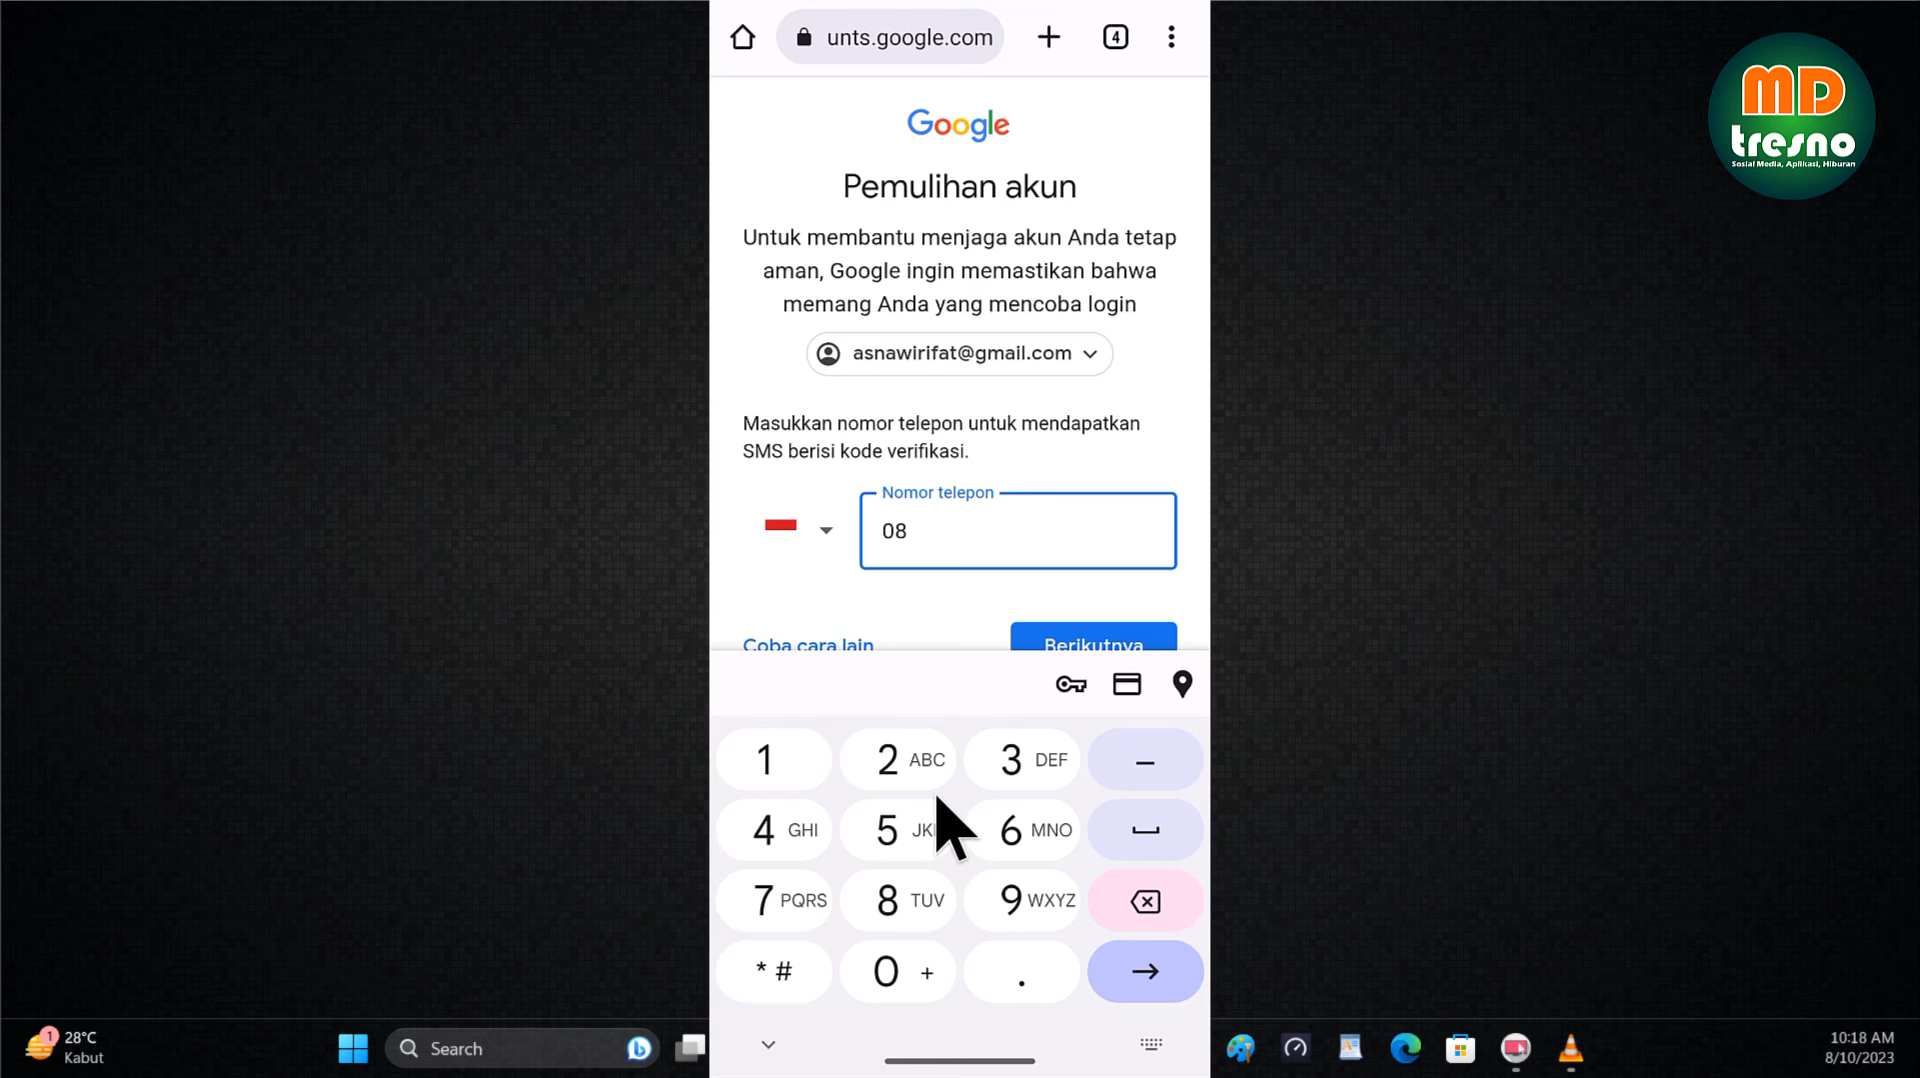 unts.google.com
4
MD
tresno
Sosial Media, Aplikasi, Hiburan
Google
Pemulihan akun
Untuk membantu menjaga akun Anda tetap
aman, Google ingin memastikan bahwa
memang Anda yang mencoba login
asnawirifat@gmail.com
Masukkan nomor telepon untuk mendapatkan
SMS berisi kode verifikasi.
Nomor telepon
08
Coba cara lain
Berikutnya
1
2 ABC
3 DEF
–
4 GHI
5 JK
6 MNO
7 PQRS
8 TUV
9 WXYZ
* #
0 +
.
1
28°C
Kabut
Search
10:18 AM
8/10/2023